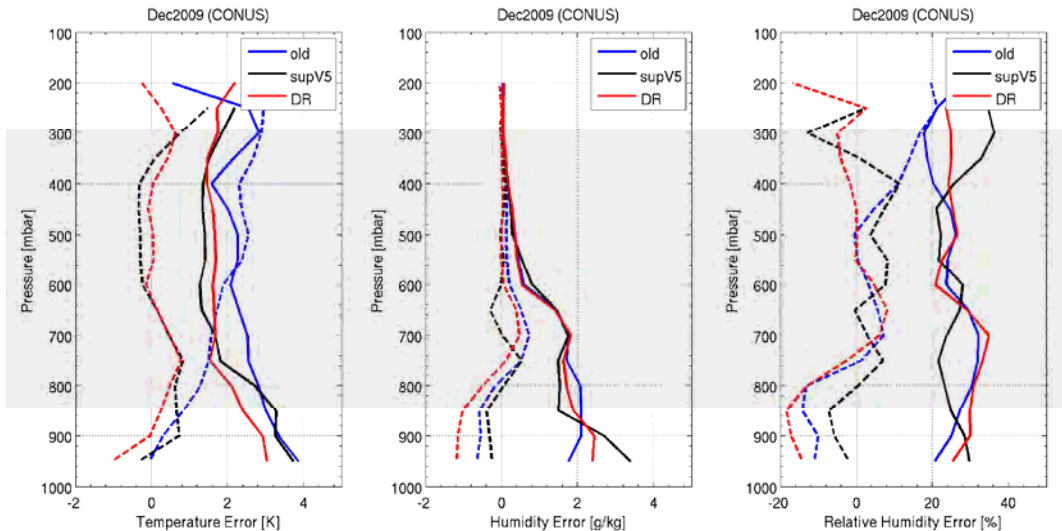 Dec2009 (CONUS)
100
200
300
400
500
600
700
800
900
1000
Pressure [mbar]
old
supV5
DR
-2
0
2
4
6
Temperature Error [K]
Dec2009 (CONUS)
100
200
300
400
500
600
700
800
900
1000
Pressure [mbar]
old
supV5
DR
-2
0
2
4
6
Humidity Error [g/kg]
Dec2009 (CONUS)
100
200
300
400
500
600
700
800
900
1000
Pressure [mbar]
old
supV5
DR
-20
0
20
40
Relative Humidity Error [%]